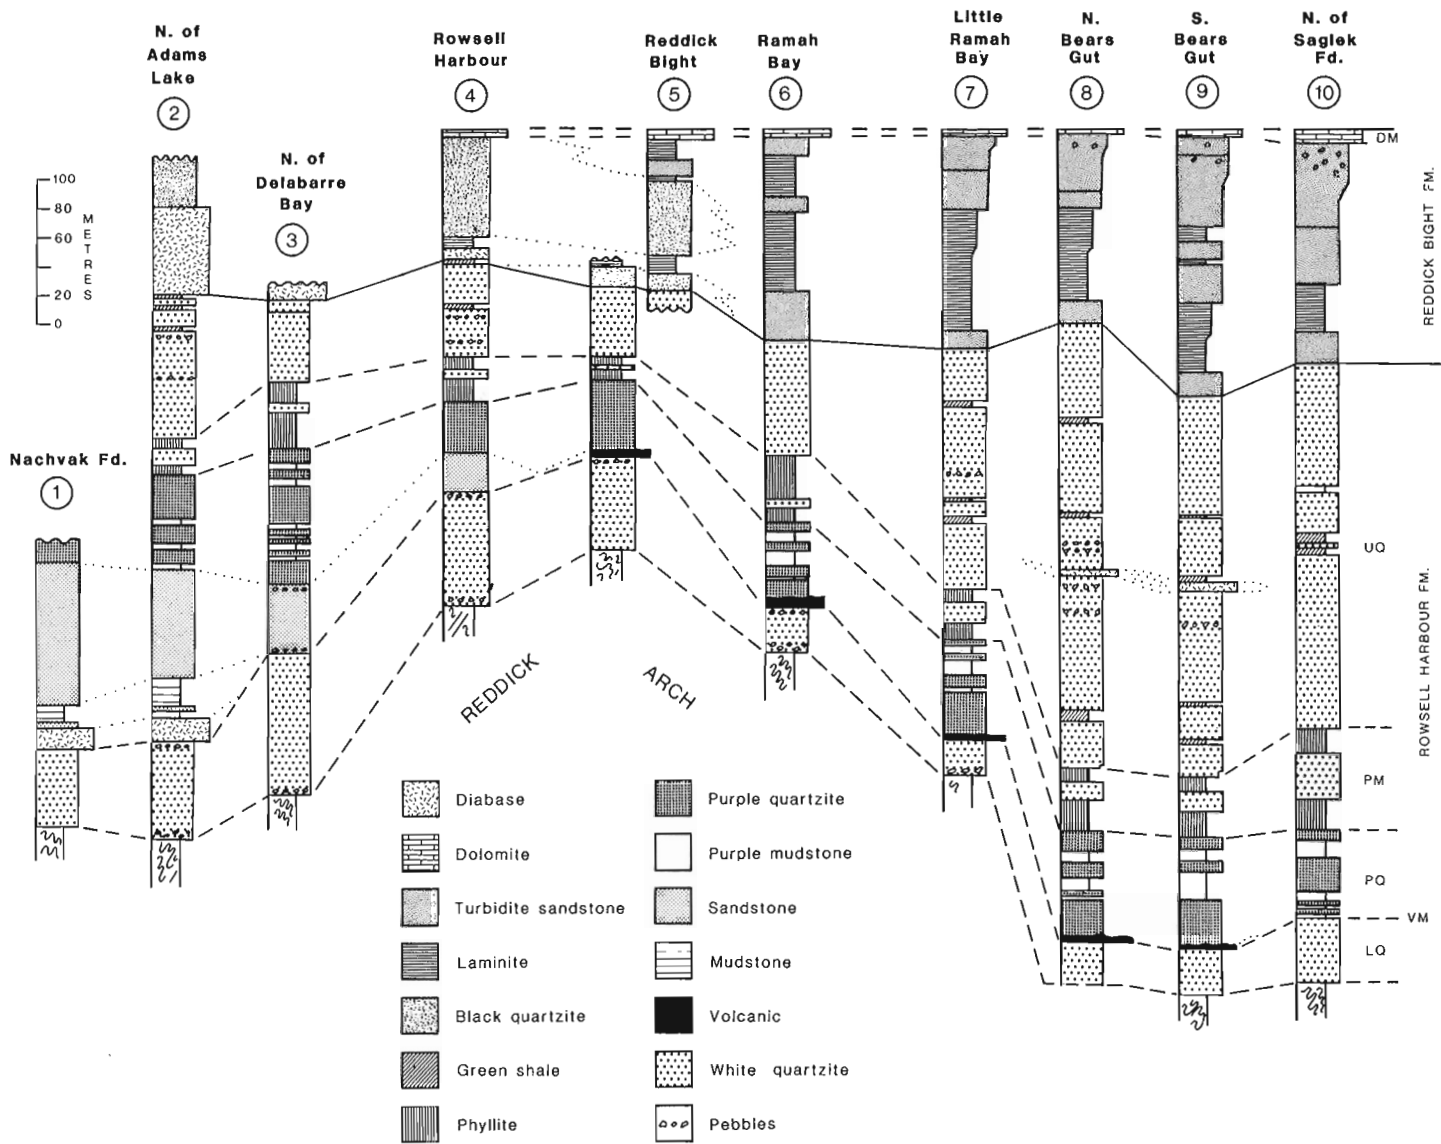 N. of
Adams
Lake
2
N. of
Delabarre
Bay
3
Nachvak Fd.
1
Rowsell
Harbour
4
Reddick
Bight
5
Ramah
Bay
6
Little
Ramah
Bay
7
N.
Bears
Gut
8
S.
Bears
Gut
9
N. of
Saglek
Fd.
10
100
80
60
40
20
0
METRES
DM
REDDICK BIGHT FM.
UQ
ROWSELL HARBOUR FM.
PM
PQ
VM
LQ
REDDICK
ARCH
Diabase
Dolomite
Turbidite sandstone
Laminite
Black quartzite
Green shale
Phyllite
Purple quartzite
Purple mudstone
Sandstone
Mudstone
Volcanic
White quartzite
Pebbles